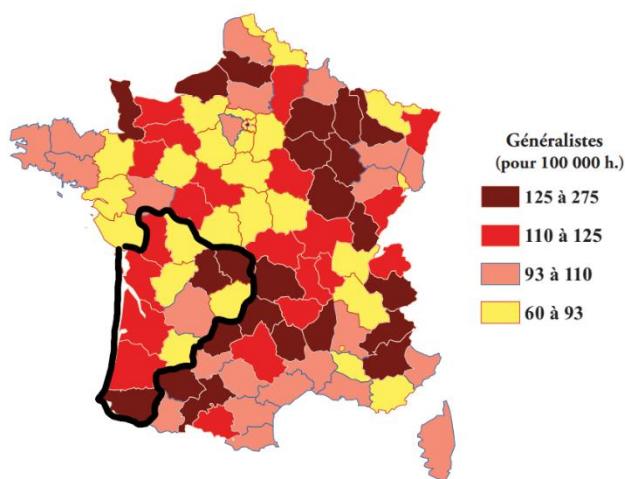 Généralistes
(pour 100 000 h.)
125 à 275
110 à 125
93 à 110
60 à 93